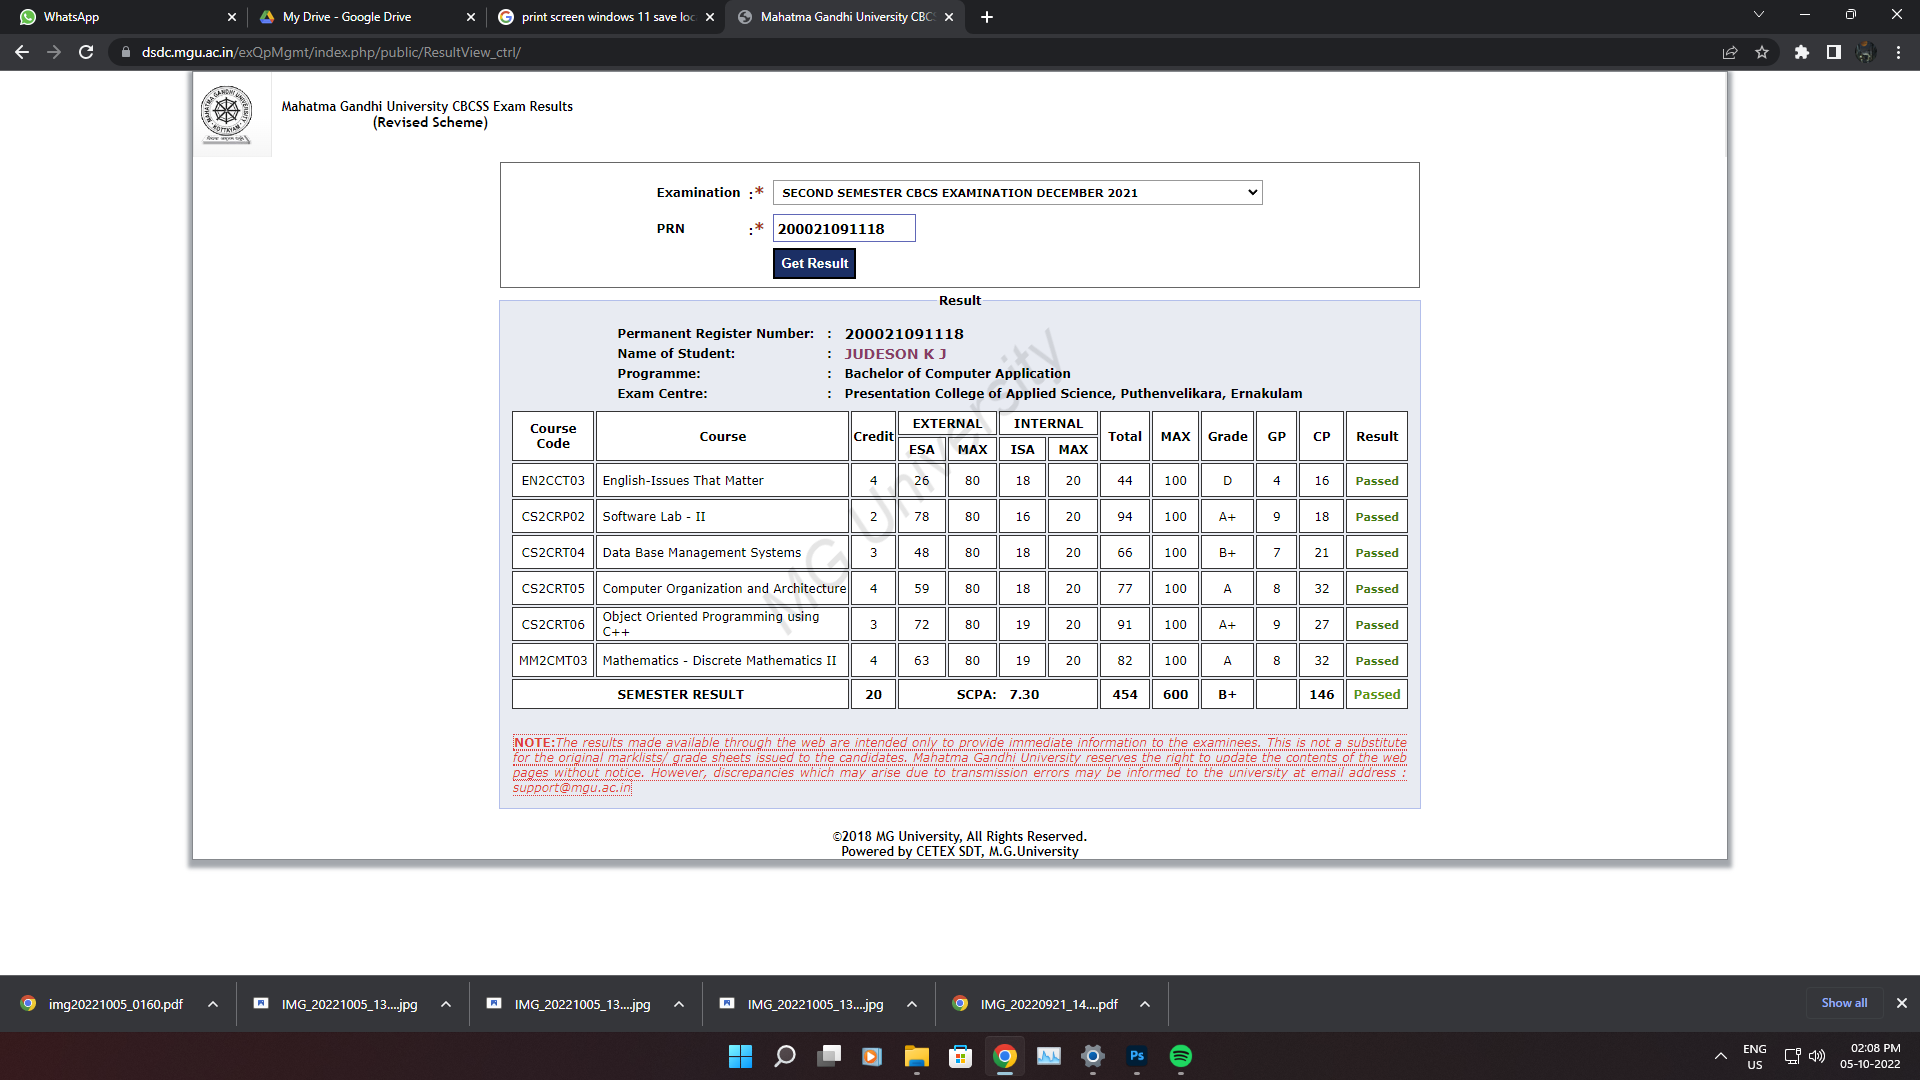 WhatsApp
My Drive - Google Drive
print screen windows 11 save loc
Mahatma Gandhi University CBCS
dsdc.mgu.ac.in/exQpMgmt/index.php/public/ResultView_ctrl/
Mahatma Gandhi University CBCSS Exam Results
(Revised Scheme)
Examination :* SECOND SEMESTER CBCS EXAMINATION DECEMBER 2021
PRN :* 200021091118
Get Result
Result
Permanent Register Number: : 200021091118
Name of Student: : JUDESON K J
Programme: : Bachelor of Computer Application
Exam Centre: : Presentation College of Applied Science, Puthenvelikara, Ernakulam
Course Code Course Credit EXTERNAL INTERNAL Total MAX Grade GP CP Result
ESA MAX ISA MAX
EN2CCT03 English-Issues That Matter 4 26 80 18 20 44 100 D 4 16 Passed
CS2CRP02 Software Lab - II 2 78 80 16 20 94 100 A+ 9 18 Passed
CS2CRT04 Data Base Management Systems 3 48 80 18 20 66 100 B+ 7 21 Passed
CS2CRT05 Computer Organization and Architecture 4 59 80 18 20 77 100 A 8 32 Passed
CS2CRT06 Object Oriented Programming using C++ 3 72 80 19 20 91 100 A+ 9 27 Passed
MM2CMT03 Mathematics - Discrete Mathematics II 4 63 80 19 20 82 100 A 8 32 Passed
SEMESTER RESULT 20 SCPA: 7.30 454 600 B+ 146 Passed
MG University
NOTE:The results made available through the web are intended only to provide immediate information to the examinees. This is not a substitute
for the original marklists/ grade sheets issued to the candidates. Mahatma Gandhi University reserves the right to update the contents of the web
pages without notice. However, discrepancies which may arise due to transmission errors may be informed to the university at email address :
support@mgu.ac.in
©2018 MG University, All Rights Reserved.
Powered by CETEX SDT, M.G.University
img20221005_0160.pdf
IMG_20221005_13....jpg
IMG_20221005_13....jpg
IMG_20221005_13....jpg
IMG_20220921_14....pdf
Show all
Ps
ENG
US
02:08 PM
05-10-2022